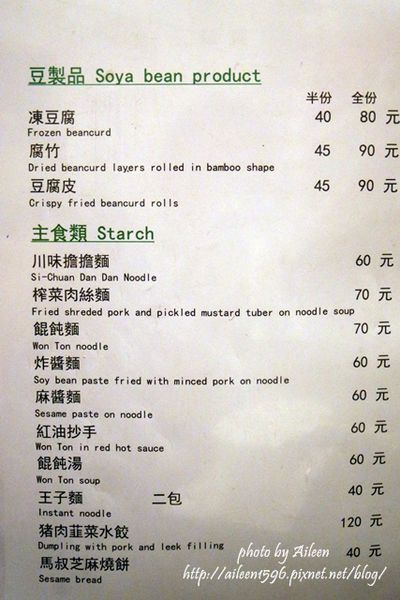 豆製品 Soya bean product
半份 全份
凍豆腐 40 80 元
Frozen beancurd
腐竹 45 90 元
Dried beancurd layers rolled in bamboo shape
豆腐皮 45 90 元
Crispy fried beancurd rolls
主食類 Starch
川味擔擔麵 60 元
Si-Chuan Dan Dan Noodle
榨菜肉絲麵 70 元
Fried shreded pork and pickled mustard tuber on noodle soup
餛飩麵 70 元
Won Ton noodle
炸醬麵 60 元
Soy bean paste fried with minced pork on noodle
麻醬麵 60 元
Sesame paste on noodle
紅油抄手 60 元
Won Ton in red hot sauce
餛飩湯 60 元
Won Ton soup
王子麵 二包 40 元
Instant noodle
豬肉韮菜水餃 120 元
Dumpling with pork and leek filling
馬叔芝麻燒餅 40 元
Sesame bread
photo by Aileen
http://aileent596.pixnet.net/blog/